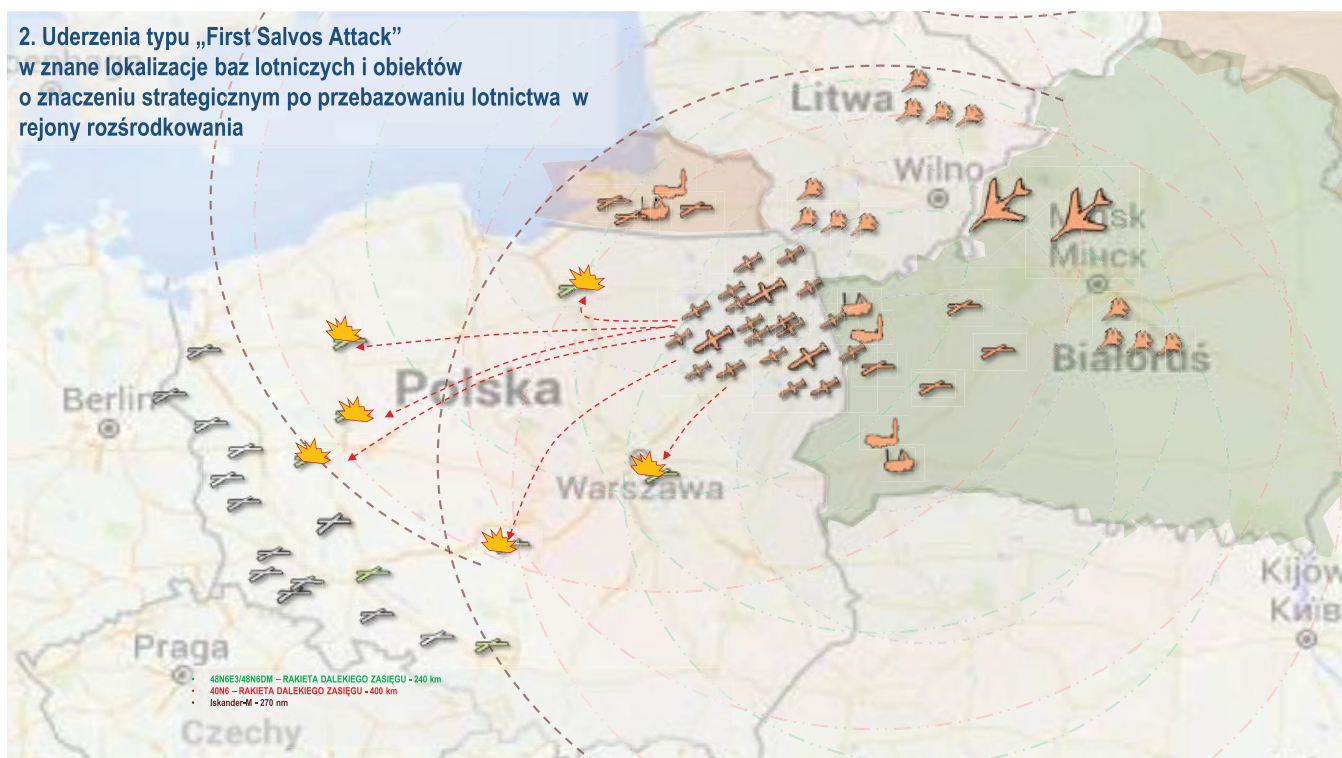 2. Uderzenia typu „First Salvos Attack”
w znane lokalizacje baz lotniczych i obiektów
o znaczeniu strategicznym po przebazowaniu lotnictwa w
rejony rozśrodkowania
Litwa
Wilno
Mińsk
Мінск
Polska
Berlin
Białoruś
Warszawa
Kijów
Київ
Praga
• 48N6E3/48N6DM – RAKIETA DALEKIEGO ZASIĘGU - 240 km
• 40N6 – RAKIETA DALEKIEGO ZASIĘGU - 400 km
• Iskander-M - 270 nm
Czechy